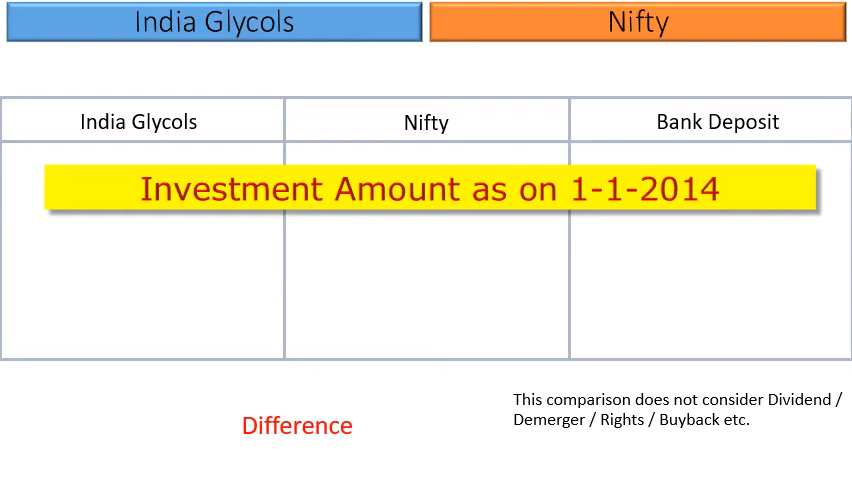 India Glycols
Nifty
India Glycols
Nifty
Bank Deposit
Investment Amount as on 1-1-2014
This comparison does not consider Dividend /
Demerger / Rights / Buyback etc.
Difference